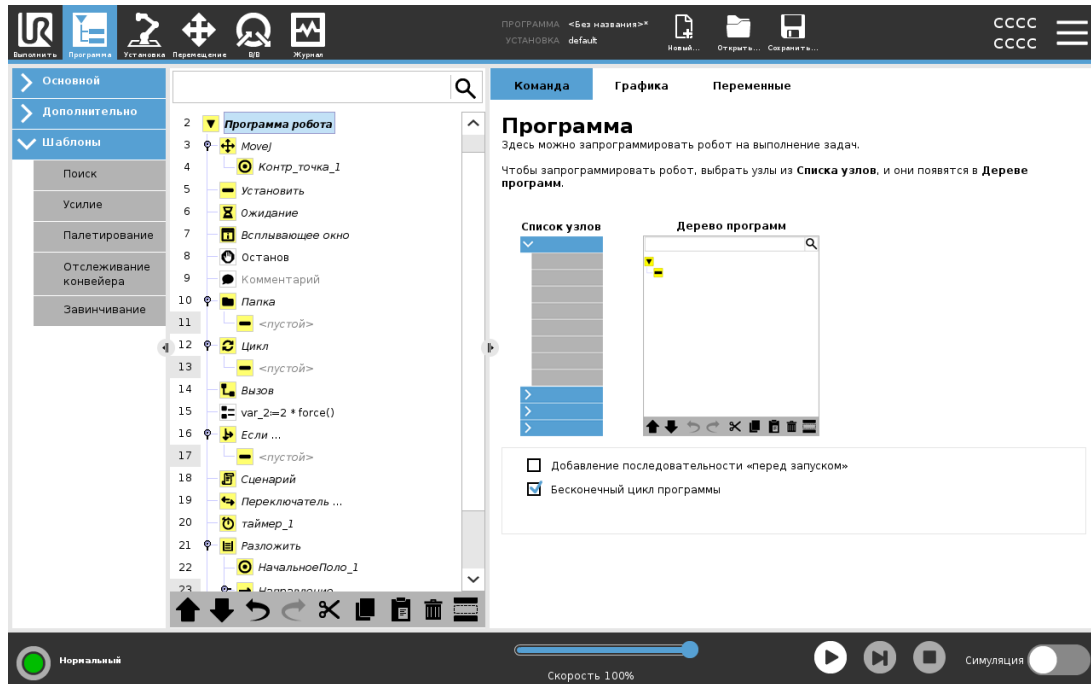 ПРОГРАММА <Без названия>*
УСТАНОВКА default
Выполнить
Программа
Установка
Перемещение
В/В
Журнал
Новый...
Открыть...
Сохранить...
CCCC
CCCC
Основной
Дополнительно
Шаблоны
Поиск
Усилие
Палетирование
Отслеживание
конвейера
Завинчивание
2 Программа робота
3 MoveJ
4 Контр_точка_1
5 Установить
6 Ожидание
7 Всплывающее окно
8 Останов
9 Комментарий
10 Папка
11 <пустой>
12 Цикл
13 <пустой>
14 Вызов
15 var_2≔2 * force()
16 Если ...
17 <пустой>
18 Сценарий
19 Переключатель ...
20 таймер_1
21 Разложить
22 НачальноеПоло_1
23 Направление
Команда
Графика
Переменные
Программа
Здесь можно запрограммировать робот на выполнение задач.
Чтобы запрограммировать робот, выбрать узлы из Списка узлов, и они появятся в Дереве
программ.
Список узлов
Дерево программ
Добавление последовательности «перед запуском»
Бесконечный цикл программы
Нормальный
Скорость 100%
Симуляция